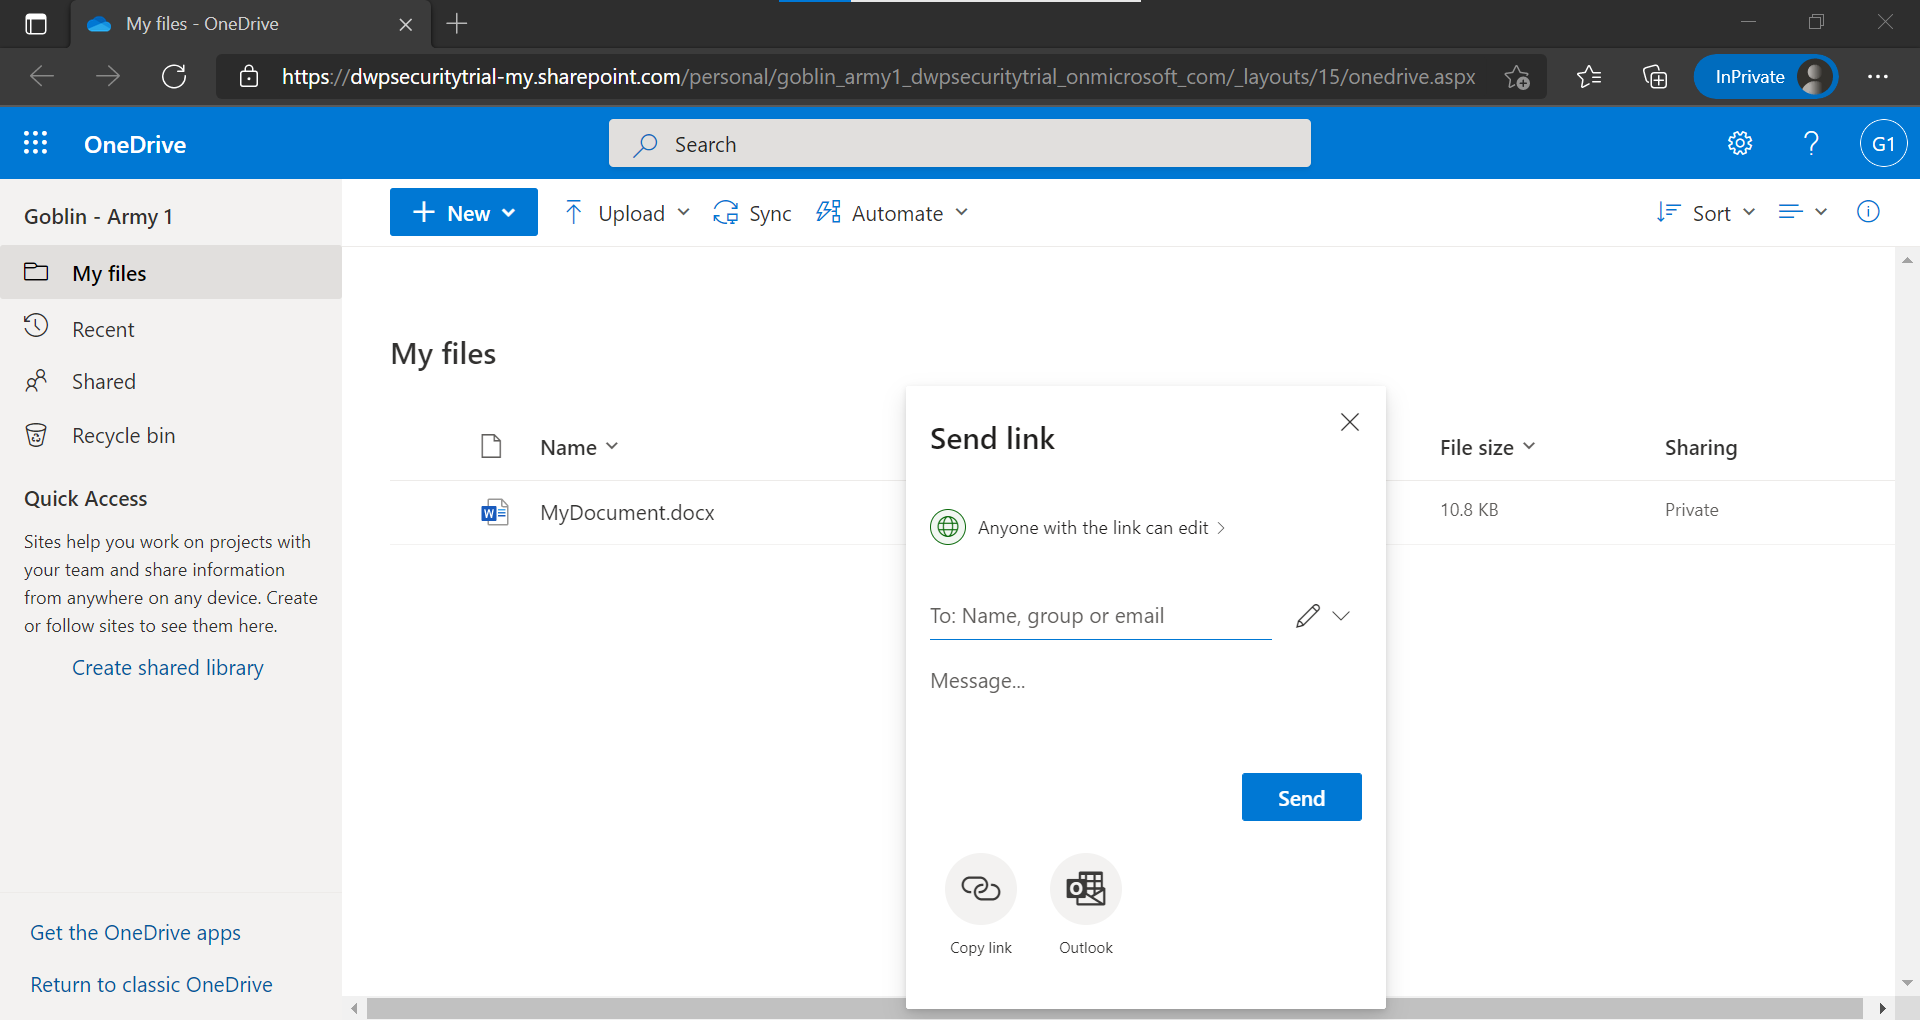 My files - OneDrive
https://dwpsecuritytrial-my.sharepoint.com/personal/goblin_army1_dwpsecuritytrial_onmicrosoft_com/_layouts/15/onedrive.aspx
InPrivate
OneDrive
Search
?
G1
Goblin - Army 1
My files
Recent
Shared
Recycle bin
Quick Access
Sites help you work on projects with
your team and share information
from anywhere on any device. Create
or follow sites to see them here.
Create shared library
Get the OneDrive apps
Return to classic OneDrive
New
Upload
Sync
Automate
Sort
My files
Name
File size
Sharing
MyDocument.docx
10.8 KB
Private
Send link
Anyone with the link can edit
To: Name, group or email
Message...
Send
Copy link
Outlook